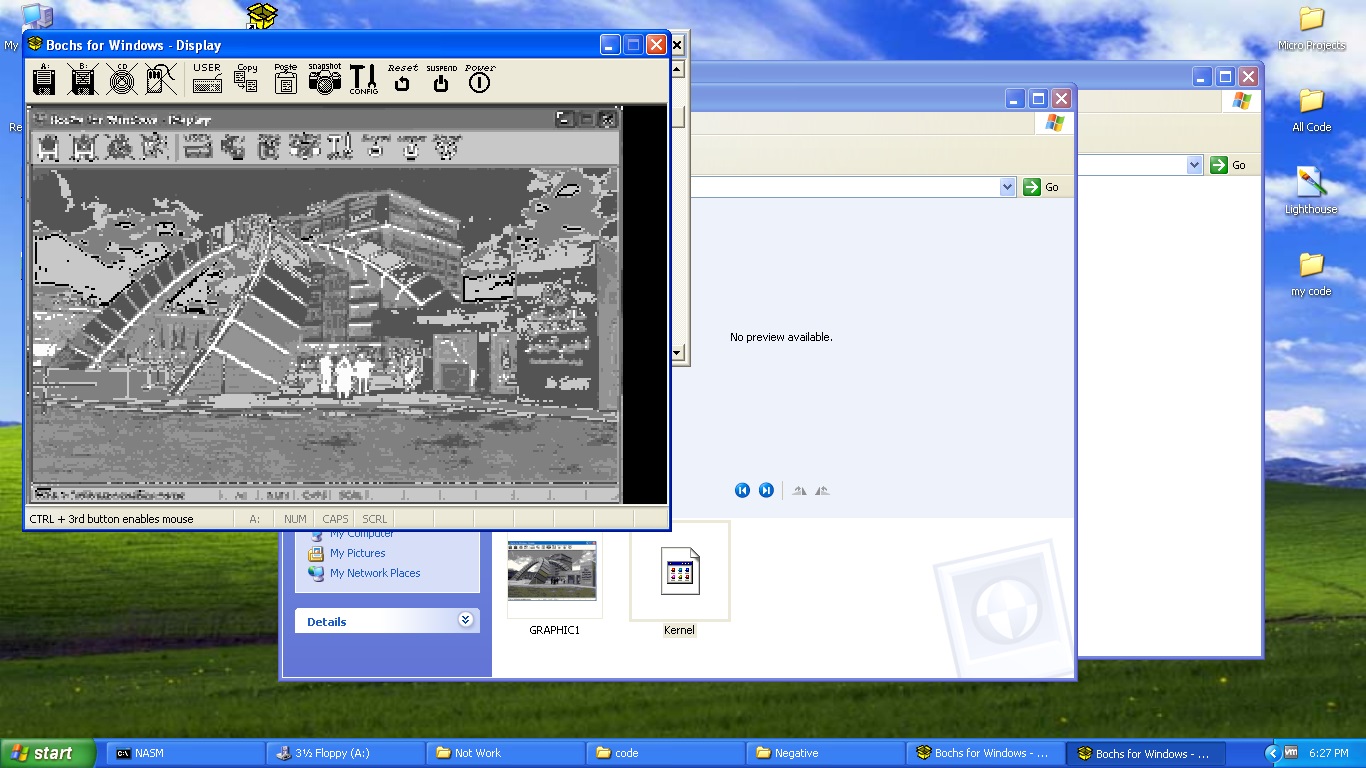 My
Bochs for Windows - Display
A:
B:
CD
USER
Copy
Paste
snapshot
CONFIG
Reset
SUSPEND
Power
Micro Projects
Bochs for Windows - Display
Re
All Code
Go
Go
Lighthouse
my code
No preview available.
CTRL + 3rd button enables mouse
A:
NUM
CAPS
SCRL
My Computer
My Pictures
My Network Places
Details
GRAPHIC1
Kernel
start
NASM
3½ Floppy (A:)
Not Work
code
Negative
Bochs for Windows - ...
Bochs for Windows - ...
6:27 PM